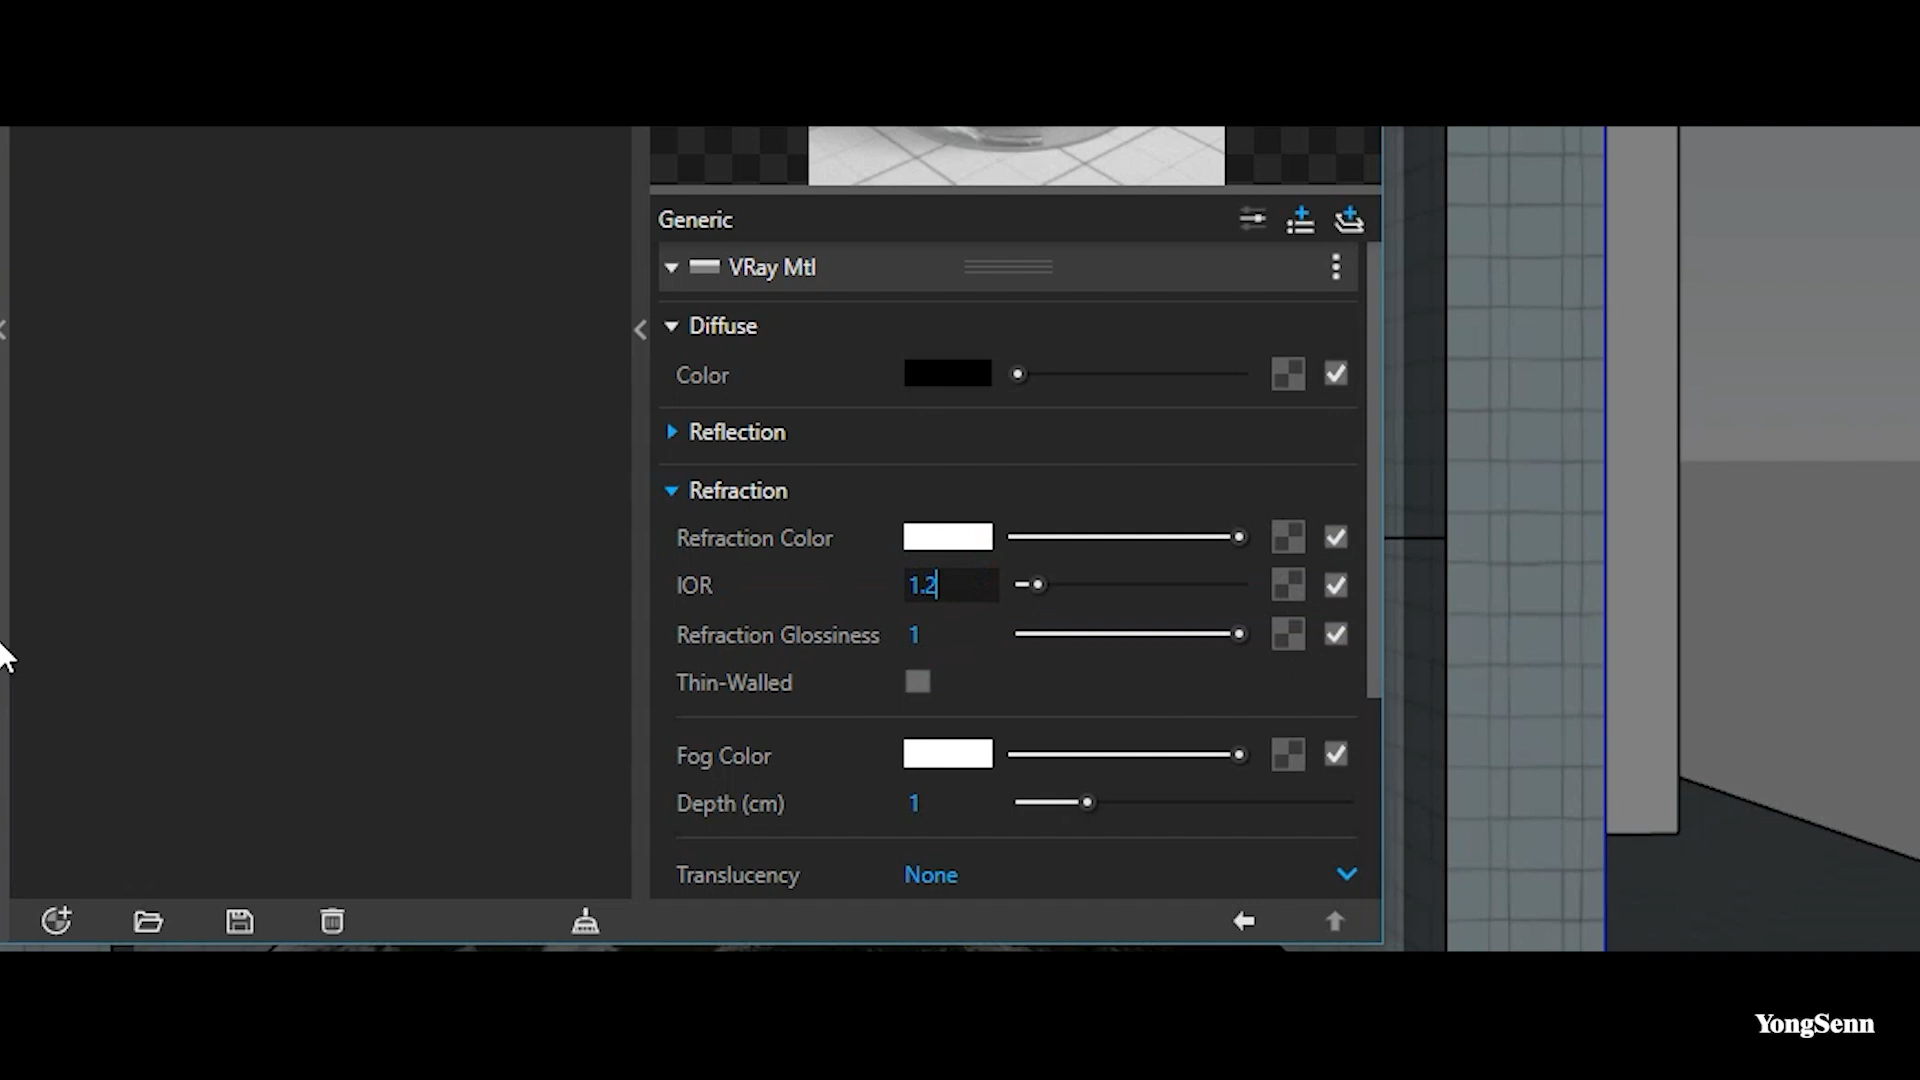 Generic
VRay Mtl
Diffuse
Color
Reflection
Refraction
Refraction Color
IOR 1.2
Refraction Glossiness 1
Thin-Walled
Fog Color
Depth (cm) 1
Translucency None
YongSenn